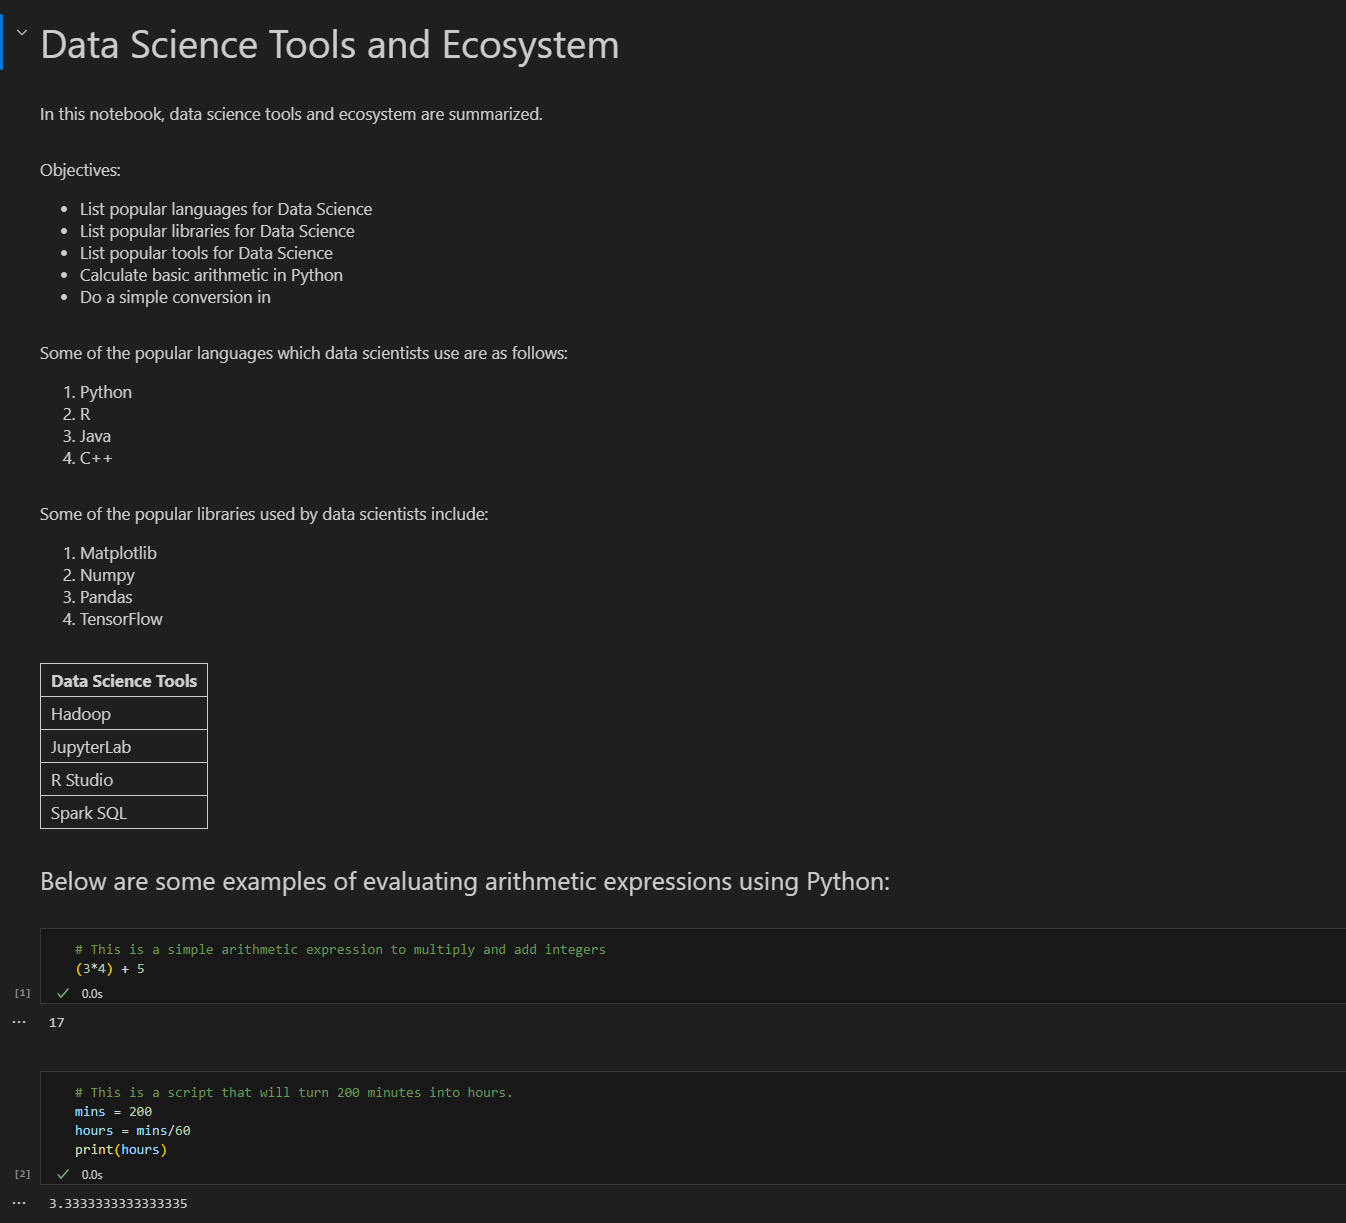 Data Science Tools and Ecosystem
In this notebook, data science tools and ecosystem are summarized.
Objectives:
• List popular languages for Data Science
• List popular libraries for Data Science
• List popular tools for Data Science
• Calculate basic arithmetic in Python
• Do a simple conversion in
Some of the popular languages which data scientists use are as follows:
1. Python
2. R
3. Java
4. C++
Some of the popular libraries used by data scientists include:
1. Matplotlib
2. Numpy
3. Pandas
4. TensorFlow
Data Science Tools
Hadoop
JupyterLab
R Studio
Spark SQL
Below are some examples of evaluating arithmetic expressions using Python:
# This is a simple arithmetic expression to multiply and add integers
(3*4) + 5
[1] ✓ 0.0s
... 17
# This is a script that will turn 200 minutes into hours.
mins = 200
hours = mins/60
print(hours)
[2] ✓ 0.0s
... 3.3333333333333335